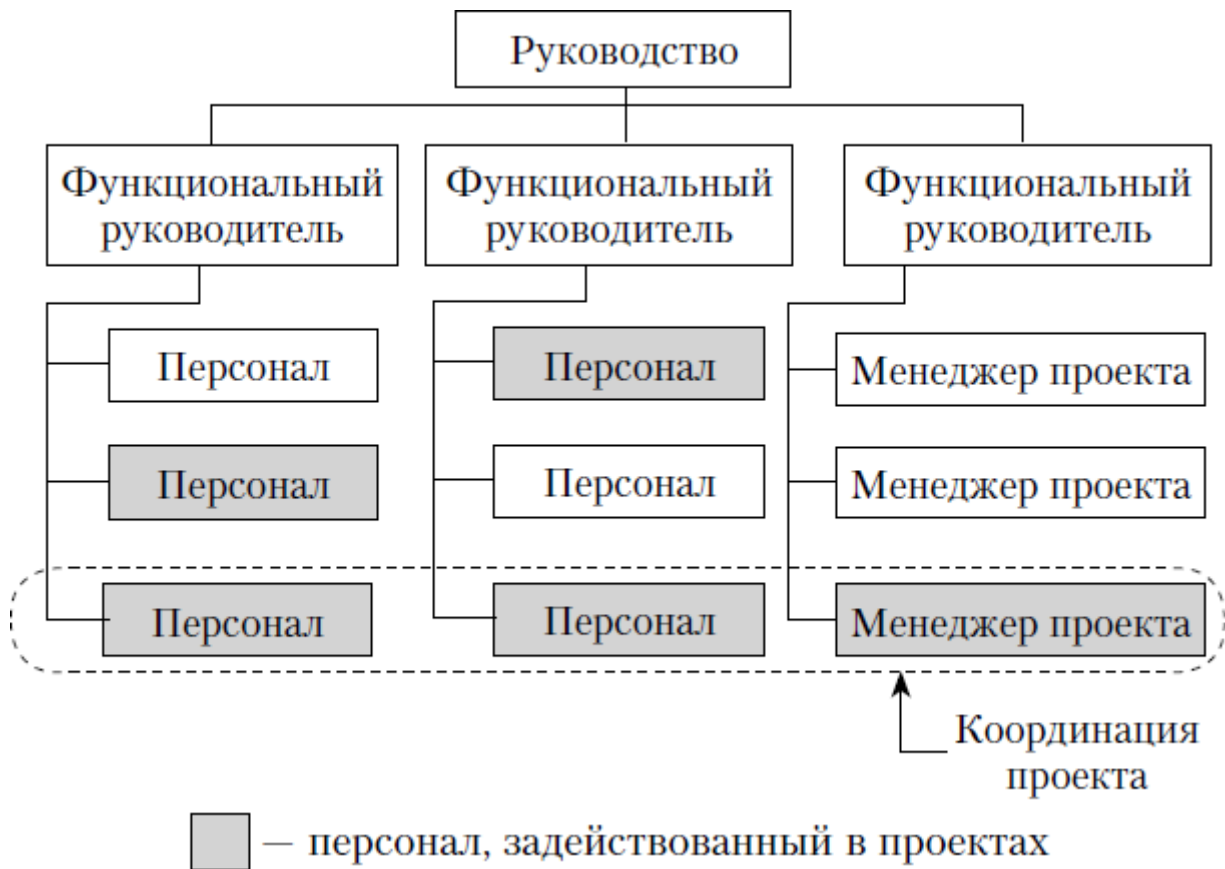 Руководство
Функциональный
руководитель
Функциональный
руководитель
Функциональный
руководитель
Персонал
Персонал
Менеджер проекта
Персонал
Персонал
Менеджер проекта
Персонал
Персонал
Менеджер проекта
Координация
проекта
— персонал, задействованный в проектах